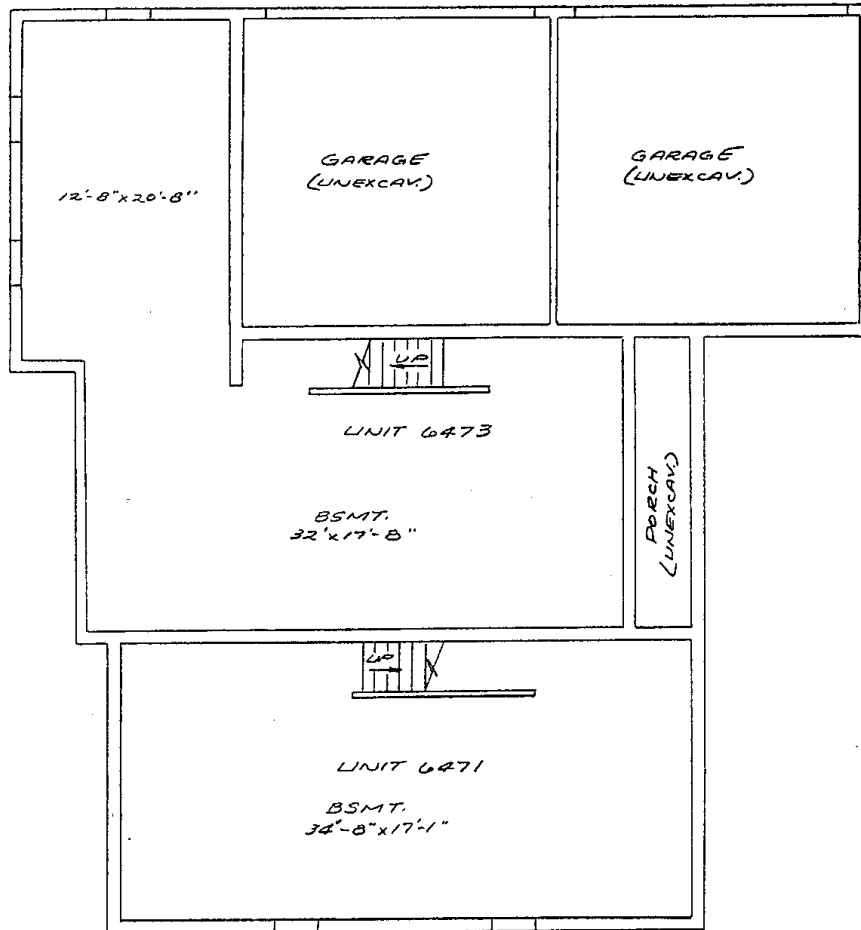 GARAGE
(UNEXCAV.)
GARAGE
(UNEXCAV.)
12'-8"x20'-8"
UP
UNIT 6473
BSMT.
32'x17'-8"
PORCH
(UNEXCAV.)
UP
UNIT 6471
BSMT.
34'-8"x17'-1"